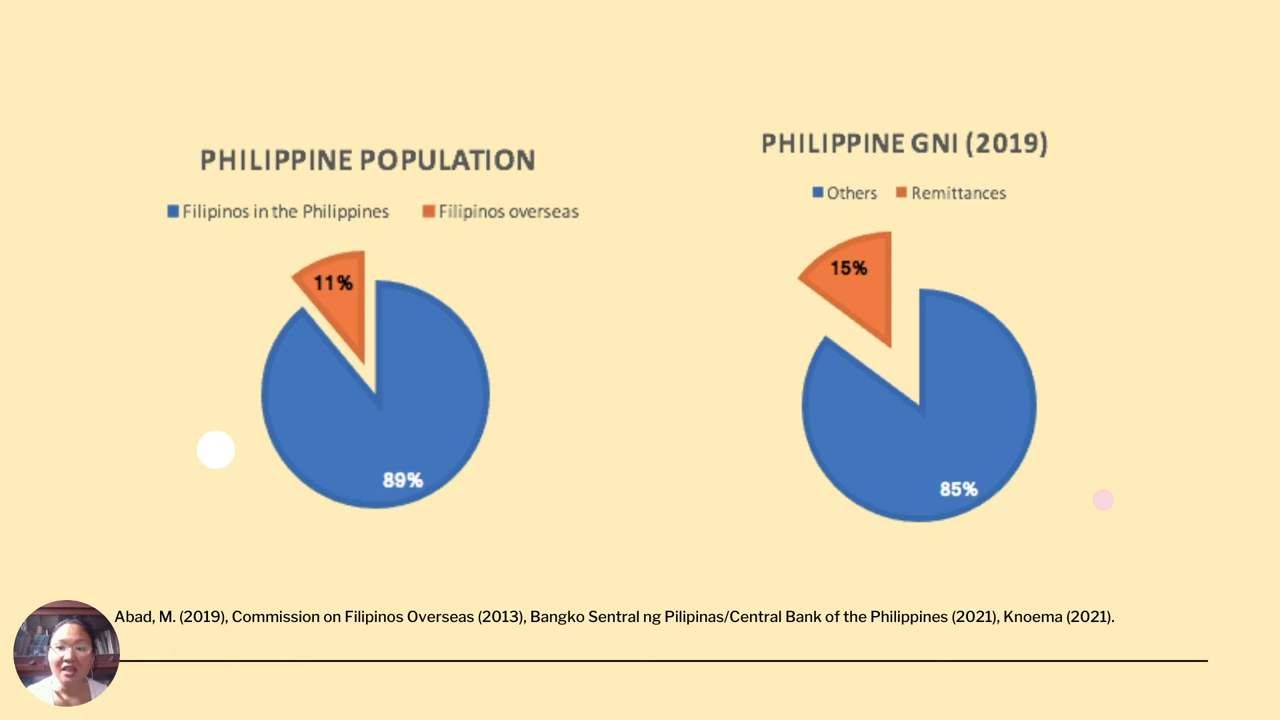 PHILIPPINE POPULATION
Filipinos in the Philippines Filipinos overseas
11%
89%
PHILIPPINE GNI (2019)
Others Remittances
15%
85%
Abad, M. (2019), Commission on Filipinos Overseas (2013), Bangko Sentral ng Pilipinas/Central Bank of the Philippines (2021), Knoema (2021).